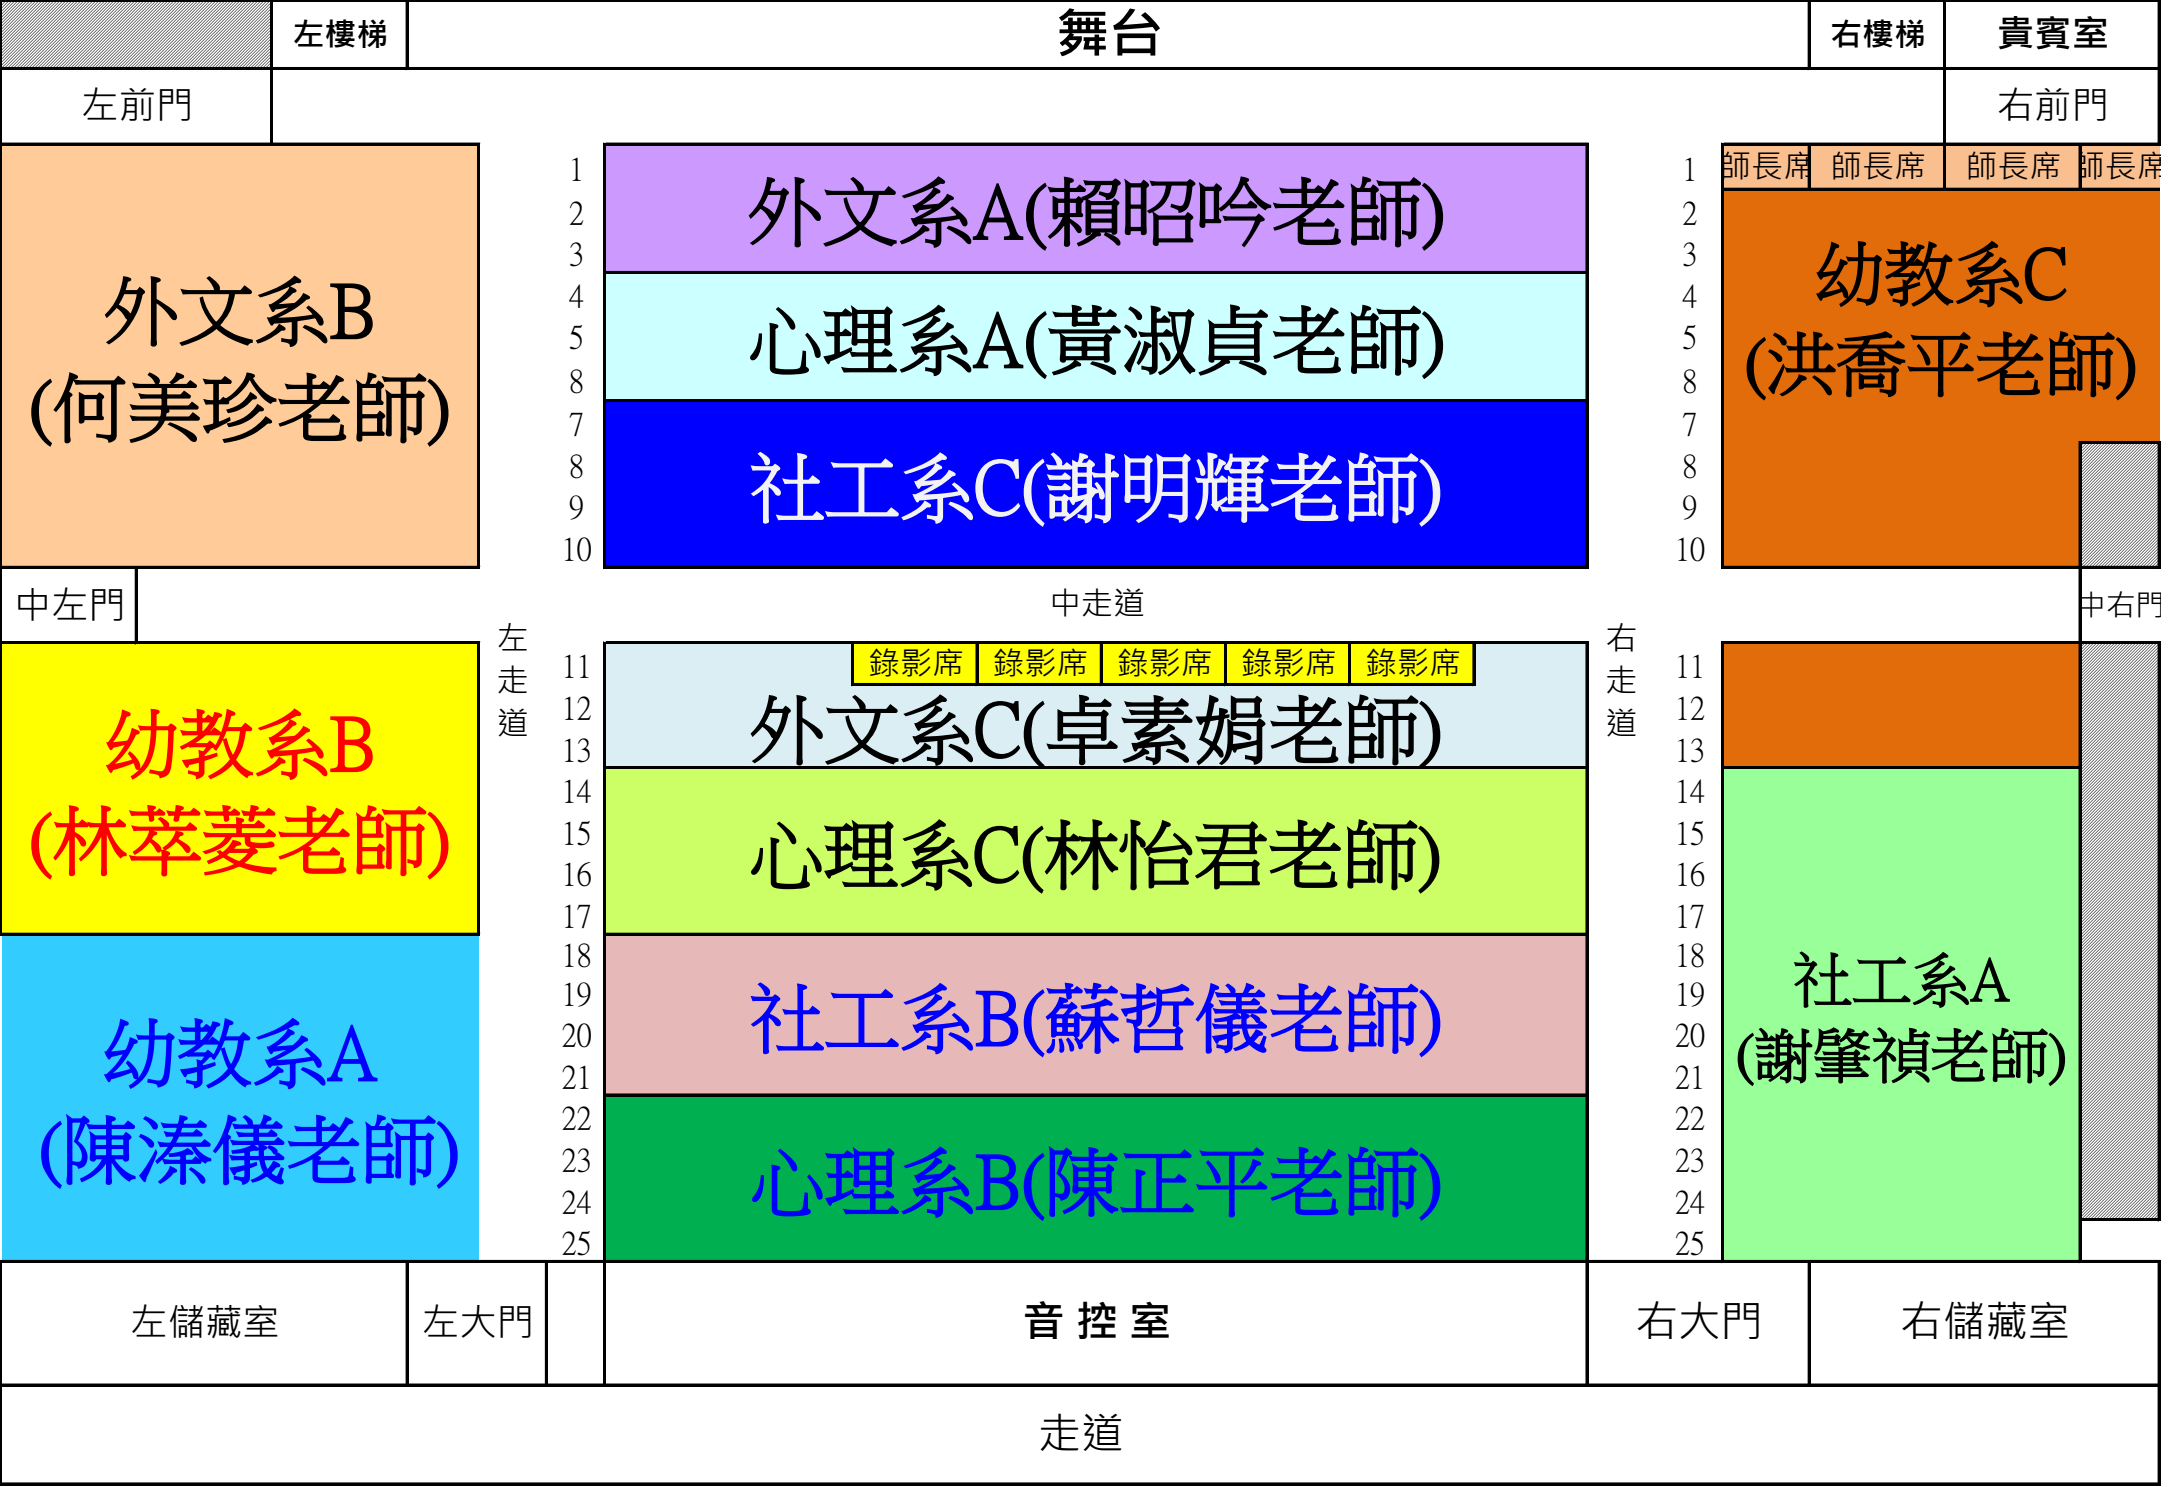 左樓梯
舞台
右樓梯
貴賓室
左前門
右前門
外文系B
(何美珍老師)
1
2
3
4
5
8
7
8
9
10
外文系A(賴昭吟老師)
心理系A(黃淑貞老師)
社工系C(謝明輝老師)
1
2
3
4
5
8
7
8
9
10
師長席 師長席 師長席 師長席
幼教系C
(洪喬平老師)
中左門
中走道
中右門
左走道
右走道
幼教系B
(林萃菱老師)
幼教系A
(陳溱儀老師)
11
12
13
14
15
16
17
18
19
20
21
22
23
24
25
錄影席 錄影席 錄影席 錄影席 錄影席
外文系C(卓素娟老師)
心理系C(林怡君老師)
社工系B(蘇哲儀老師)
心理系B(陳正平老師)
11
12
13
14
15
16
17
18
19
20
21
22
23
24
25
社工系A
(謝肇禎老師)
左儲藏室
左大門
音控室
右大門
右儲藏室
走道